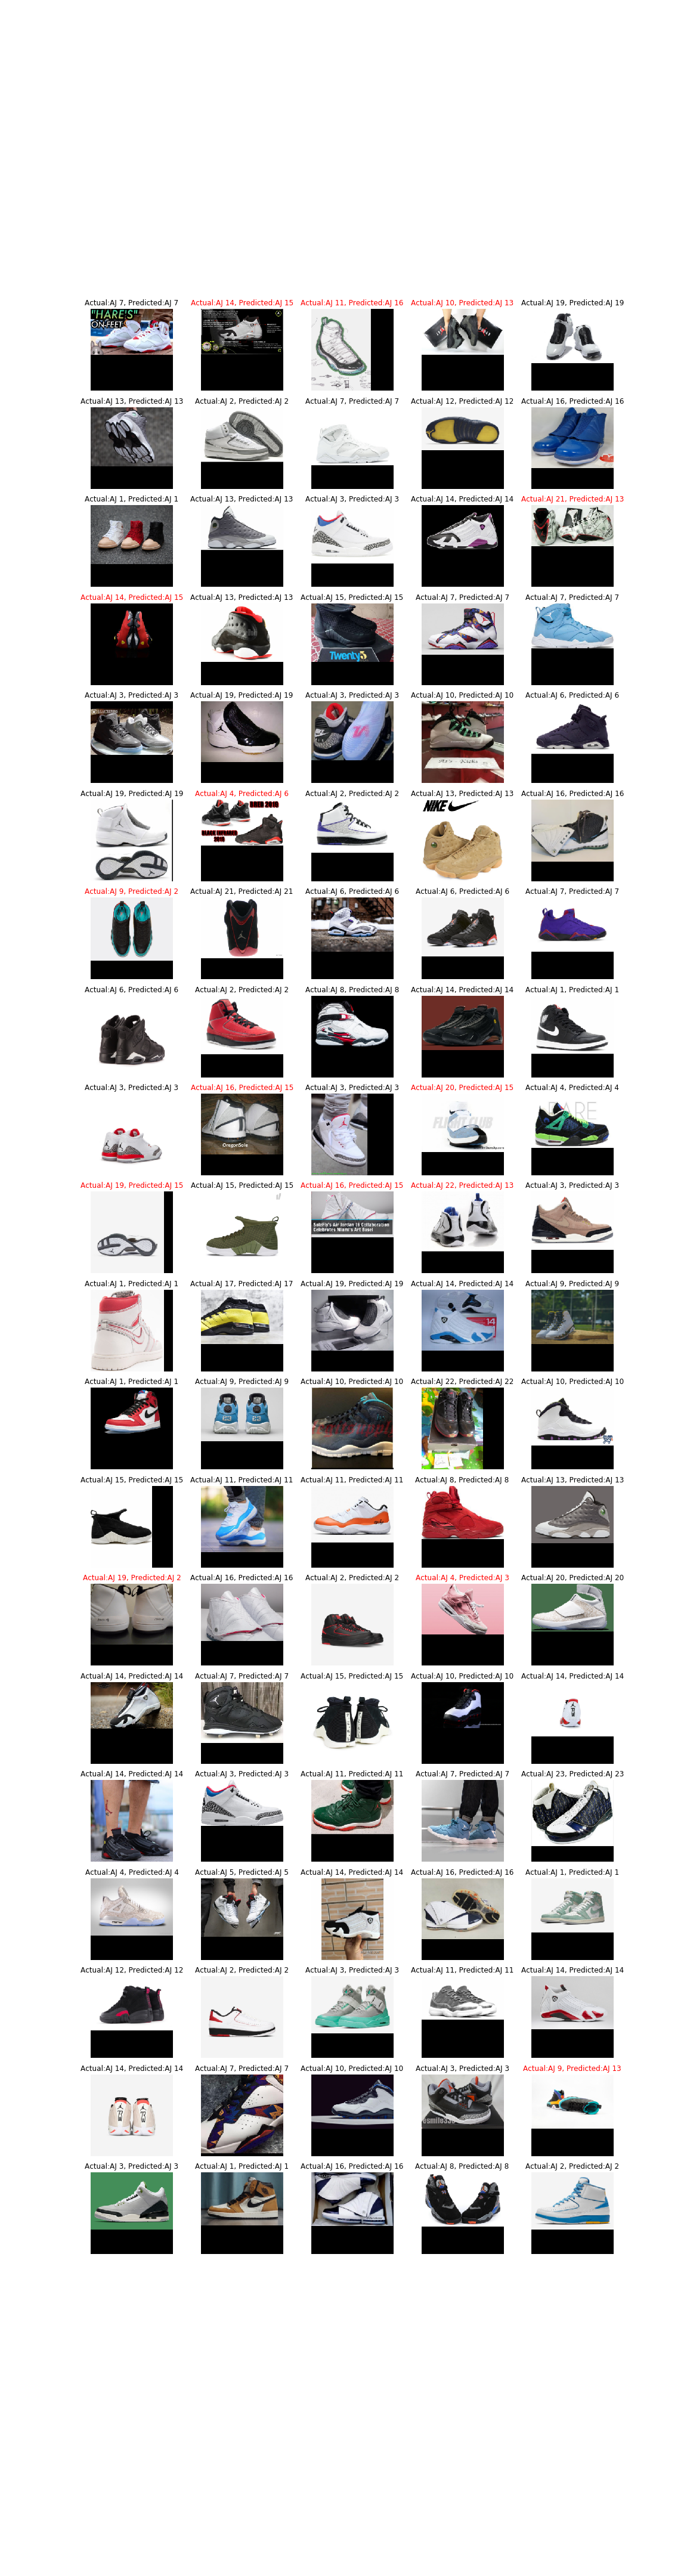 Actual:AJ 7, Predicted:AJ 7 Actual:AJ 14, Predicted:AJ 15 Actual:AJ 11, Predicted:AJ 16 Actual:AJ 10, Predicted:AJ 13 Actual:AJ 19, Predicted:AJ 19
"HARE'S"
ON-FEET
Actual:AJ 13, Predicted:AJ 13 Actual:AJ 2, Predicted:AJ 2 Actual:AJ 7, Predicted:AJ 7 Actual:AJ 12, Predicted:AJ 12 Actual:AJ 16, Predicted:AJ 16
Actual:AJ 1, Predicted:AJ 1 Actual:AJ 13, Predicted:AJ 13 Actual:AJ 3, Predicted:AJ 3 Actual:AJ 14, Predicted:AJ 14 Actual:AJ 21, Predicted:AJ 13
Actual:AJ 14, Predicted:AJ 15 Actual:AJ 13, Predicted:AJ 13 Actual:AJ 15, Predicted:AJ 15 Actual:AJ 7, Predicted:AJ 7 Actual:AJ 7, Predicted:AJ 7
Twenty5
Actual:AJ 3, Predicted:AJ 3 Actual:AJ 19, Predicted:AJ 19 Actual:AJ 3, Predicted:AJ 3 Actual:AJ 10, Predicted:AJ 10 Actual:AJ 6, Predicted:AJ 6
Actual:AJ 19, Predicted:AJ 19 Actual:AJ 4, Predicted:AJ 6 Actual:AJ 2, Predicted:AJ 2 Actual:AJ 13, Predicted:AJ 13 Actual:AJ 16, Predicted:AJ 16
BRED 2019
BLACK INFRARED
2019
NIKE
Actual:AJ 9, Predicted:AJ 2 Actual:AJ 21, Predicted:AJ 21 Actual:AJ 6, Predicted:AJ 6 Actual:AJ 6, Predicted:AJ 6 Actual:AJ 7, Predicted:AJ 7
Actual:AJ 6, Predicted:AJ 6 Actual:AJ 2, Predicted:AJ 2 Actual:AJ 8, Predicted:AJ 8 Actual:AJ 14, Predicted:AJ 14 Actual:AJ 1, Predicted:AJ 1
Actual:AJ 3, Predicted:AJ 3 Actual:AJ 16, Predicted:AJ 15 Actual:AJ 3, Predicted:AJ 3 Actual:AJ 20, Predicted:AJ 15 Actual:AJ 4, Predicted:AJ 4
OregonSole
FLIGHT CLUB
RARE
Actual:AJ 19, Predicted:AJ 15 Actual:AJ 15, Predicted:AJ 15 Actual:AJ 16, Predicted:AJ 15 Actual:AJ 22, Predicted:AJ 13 Actual:AJ 3, Predicted:AJ 3
Air Jordan 16 Collaboration
Celebrates Miami's Art Basel
Actual:AJ 1, Predicted:AJ 1 Actual:AJ 17, Predicted:AJ 17 Actual:AJ 19, Predicted:AJ 19 Actual:AJ 14, Predicted:AJ 14 Actual:AJ 9, Predicted:AJ 9
14
Actual:AJ 1, Predicted:AJ 1 Actual:AJ 9, Predicted:AJ 9 Actual:AJ 10, Predicted:AJ 10 Actual:AJ 22, Predicted:AJ 22 Actual:AJ 10, Predicted:AJ 10
Actual:AJ 15, Predicted:AJ 15 Actual:AJ 11, Predicted:AJ 11 Actual:AJ 11, Predicted:AJ 11 Actual:AJ 8, Predicted:AJ 8 Actual:AJ 13, Predicted:AJ 13
Actual:AJ 19, Predicted:AJ 2 Actual:AJ 16, Predicted:AJ 16 Actual:AJ 2, Predicted:AJ 2 Actual:AJ 4, Predicted:AJ 3 Actual:AJ 20, Predicted:AJ 20
Actual:AJ 14, Predicted:AJ 14 Actual:AJ 7, Predicted:AJ 7 Actual:AJ 15, Predicted:AJ 15 Actual:AJ 10, Predicted:AJ 10 Actual:AJ 14, Predicted:AJ 14
Actual:AJ 14, Predicted:AJ 14 Actual:AJ 3, Predicted:AJ 3 Actual:AJ 11, Predicted:AJ 11 Actual:AJ 7, Predicted:AJ 7 Actual:AJ 23, Predicted:AJ 23
Actual:AJ 4, Predicted:AJ 4 Actual:AJ 5, Predicted:AJ 5 Actual:AJ 14, Predicted:AJ 14 Actual:AJ 16, Predicted:AJ 16 Actual:AJ 1, Predicted:AJ 1
Actual:AJ 12, Predicted:AJ 12 Actual:AJ 2, Predicted:AJ 2 Actual:AJ 3, Predicted:AJ 3 Actual:AJ 11, Predicted:AJ 11 Actual:AJ 14, Predicted:AJ 14
Actual:AJ 14, Predicted:AJ 14 Actual:AJ 7, Predicted:AJ 7 Actual:AJ 10, Predicted:AJ 10 Actual:AJ 3, Predicted:AJ 3 Actual:AJ 9, Predicted:AJ 13
Actual:AJ 3, Predicted:AJ 3 Actual:AJ 1, Predicted:AJ 1 Actual:AJ 16, Predicted:AJ 16 Actual:AJ 8, Predicted:AJ 8 Actual:AJ 2, Predicted:AJ 2